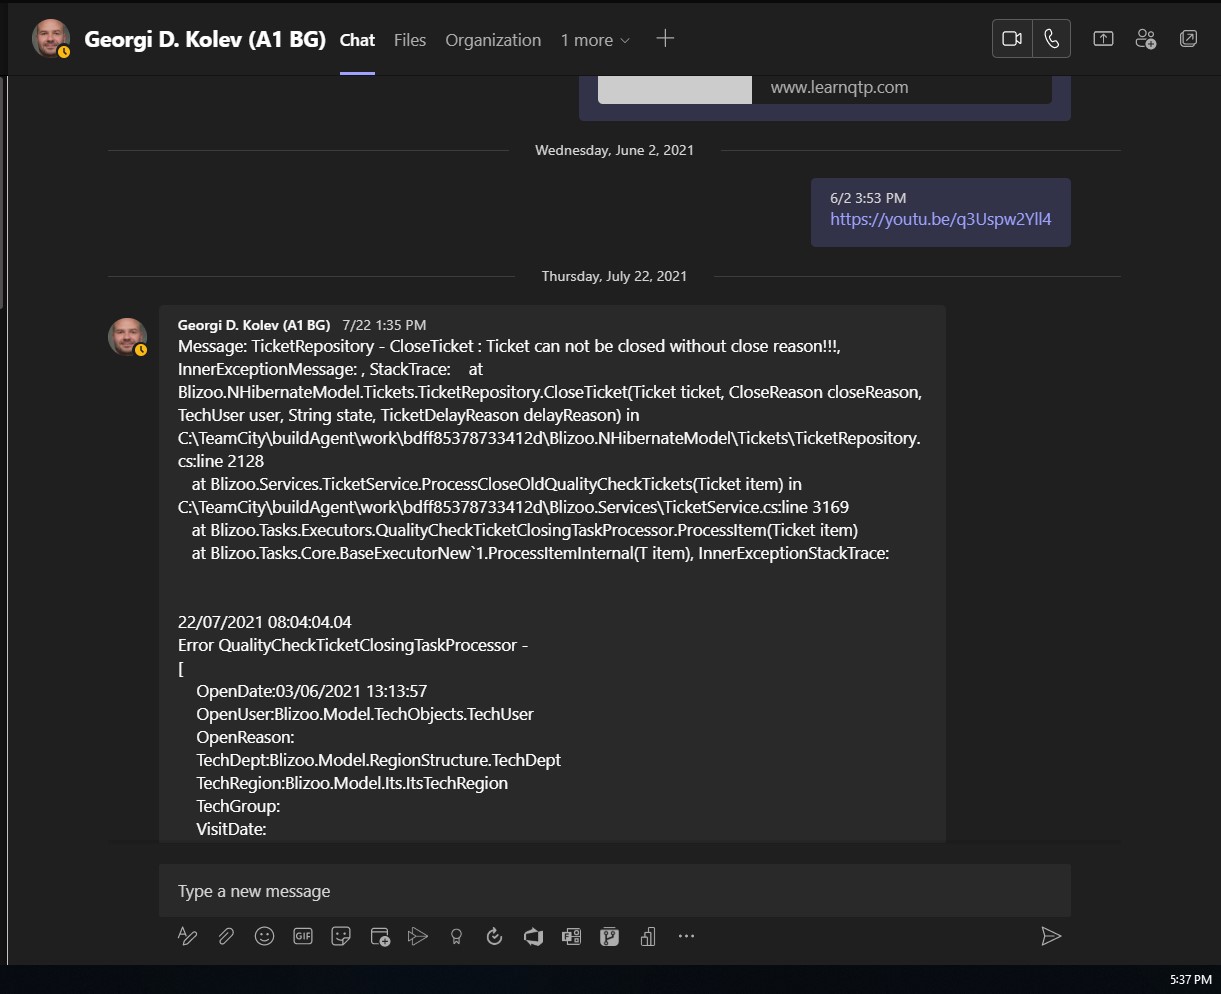 Georgi D. Kolev (A1 BG) Chat Files Organization 1 more
www.learnqtp.com
Wednesday, June 2, 2021
6/2 3:53 PM
https://youtu.be/q3Uspw2Yll4
Thursday, July 22, 2021
Georgi D. Kolev (A1 BG) 7/22 1:35 PM
Message: TicketRepository - CloseTicket : Ticket can not be closed without close reason!!!,
InnerExceptionMessage: , StackTrace: at
Blizoo.NHibernateModel.Tickets.TicketRepository.CloseTicket(Ticket ticket, CloseReason closeReason,
TechUser user, String state, TicketDelayReason delayReason) in
C:\TeamCity\buildAgent\work\bdff85378733412d\Blizoo.NHibernateModel\Tickets\TicketRepository.
cs:line 2128
at Blizoo.Services.TicketService.ProcessCloseOldQualityCheckTickets(Ticket item) in
C:\TeamCity\buildAgent\work\bdff85378733412d\Blizoo.Services\TicketService.cs:line 3169
at Blizoo.Tasks.Executors.QualityCheckTicketClosingTaskProcessor.ProcessItem(Ticket item)
at Blizoo.Tasks.Core.BaseExecutorNew`1.ProcessItemInternal(T item), InnerExceptionStackTrace:
22/07/2021 08:04:04.04
Error QualityCheckTicketClosingTaskProcessor -
[
OpenDate:03/06/2021 13:13:57
OpenUser:Blizoo.Model.TechObjects.TechUser
OpenReason:
TechDept:Blizoo.Model.RegionStructure.TechDept
TechRegion:Blizoo.Model.Its.ItsTechRegion
TechGroup:
VisitDate:
Type a new message
GIF
5:37 PM